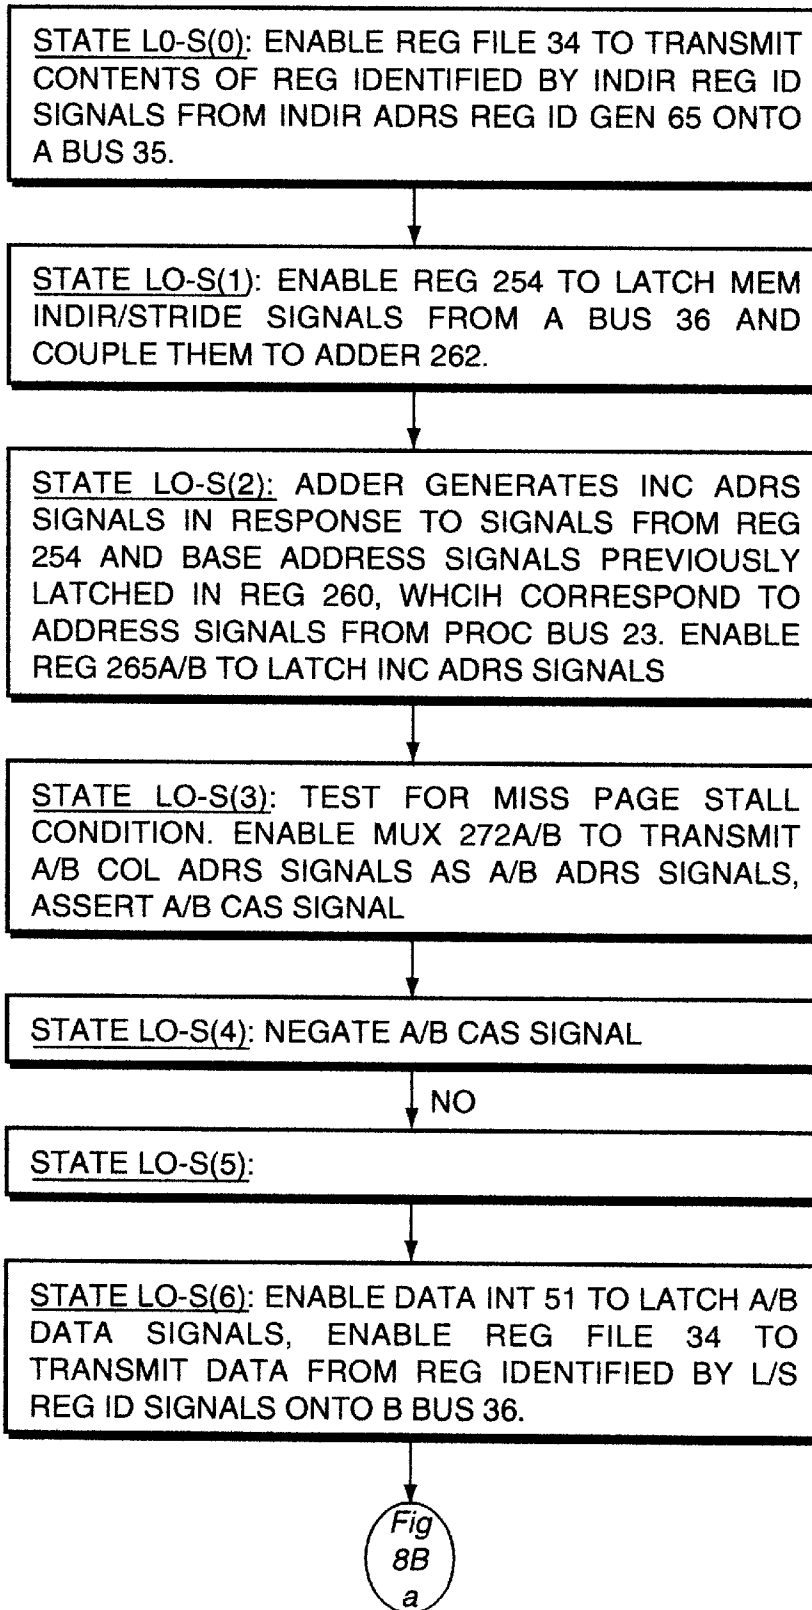 STATE L0-S(0): ENABLE REG FILE 34 TO TRANSMIT
CONTENTS OF REG IDENTIFIED BY INDIR REG ID
SIGNALS FROM INDIR ADRS REG ID GEN 65 ONTO
A BUS 35.
STATE LO-S(1): ENABLE REG 254 TO LATCH MEM
INDIR/STRIDE SIGNALS FROM A BUS 36 AND
COUPLE THEM TO ADDER 262.
STATE LO-S(2): ADDER GENERATES INC ADRS
SIGNALS IN RESPONSE TO SIGNALS FROM REG
254 AND BASE ADDRESS SIGNALS PREVIOUSLY
LATCHED IN REG 260, WHCIH CORRESPOND TO
ADDRESS SIGNALS FROM PROC BUS 23. ENABLE
REG 265A/B TO LATCH INC ADRS SIGNALS
STATE LO-S(3): TEST FOR MISS PAGE STALL
CONDITION. ENABLE MUX 272A/B TO TRANSMIT
A/B COL ADRS SIGNALS AS A/B ADRS SIGNALS,
ASSERT A/B CAS SIGNAL
STATE LO-S(4): NEGATE A/B CAS SIGNAL
NO
STATE LO-S(5):
STATE LO-S(6): ENABLE DATA INT 51 TO LATCH A/B
DATA SIGNALS, ENABLE REG FILE 34 TO
TRANSMIT DATA FROM REG IDENTIFIED BY L/S
REG ID SIGNALS ONTO B BUS 36.
Fig
8B
a